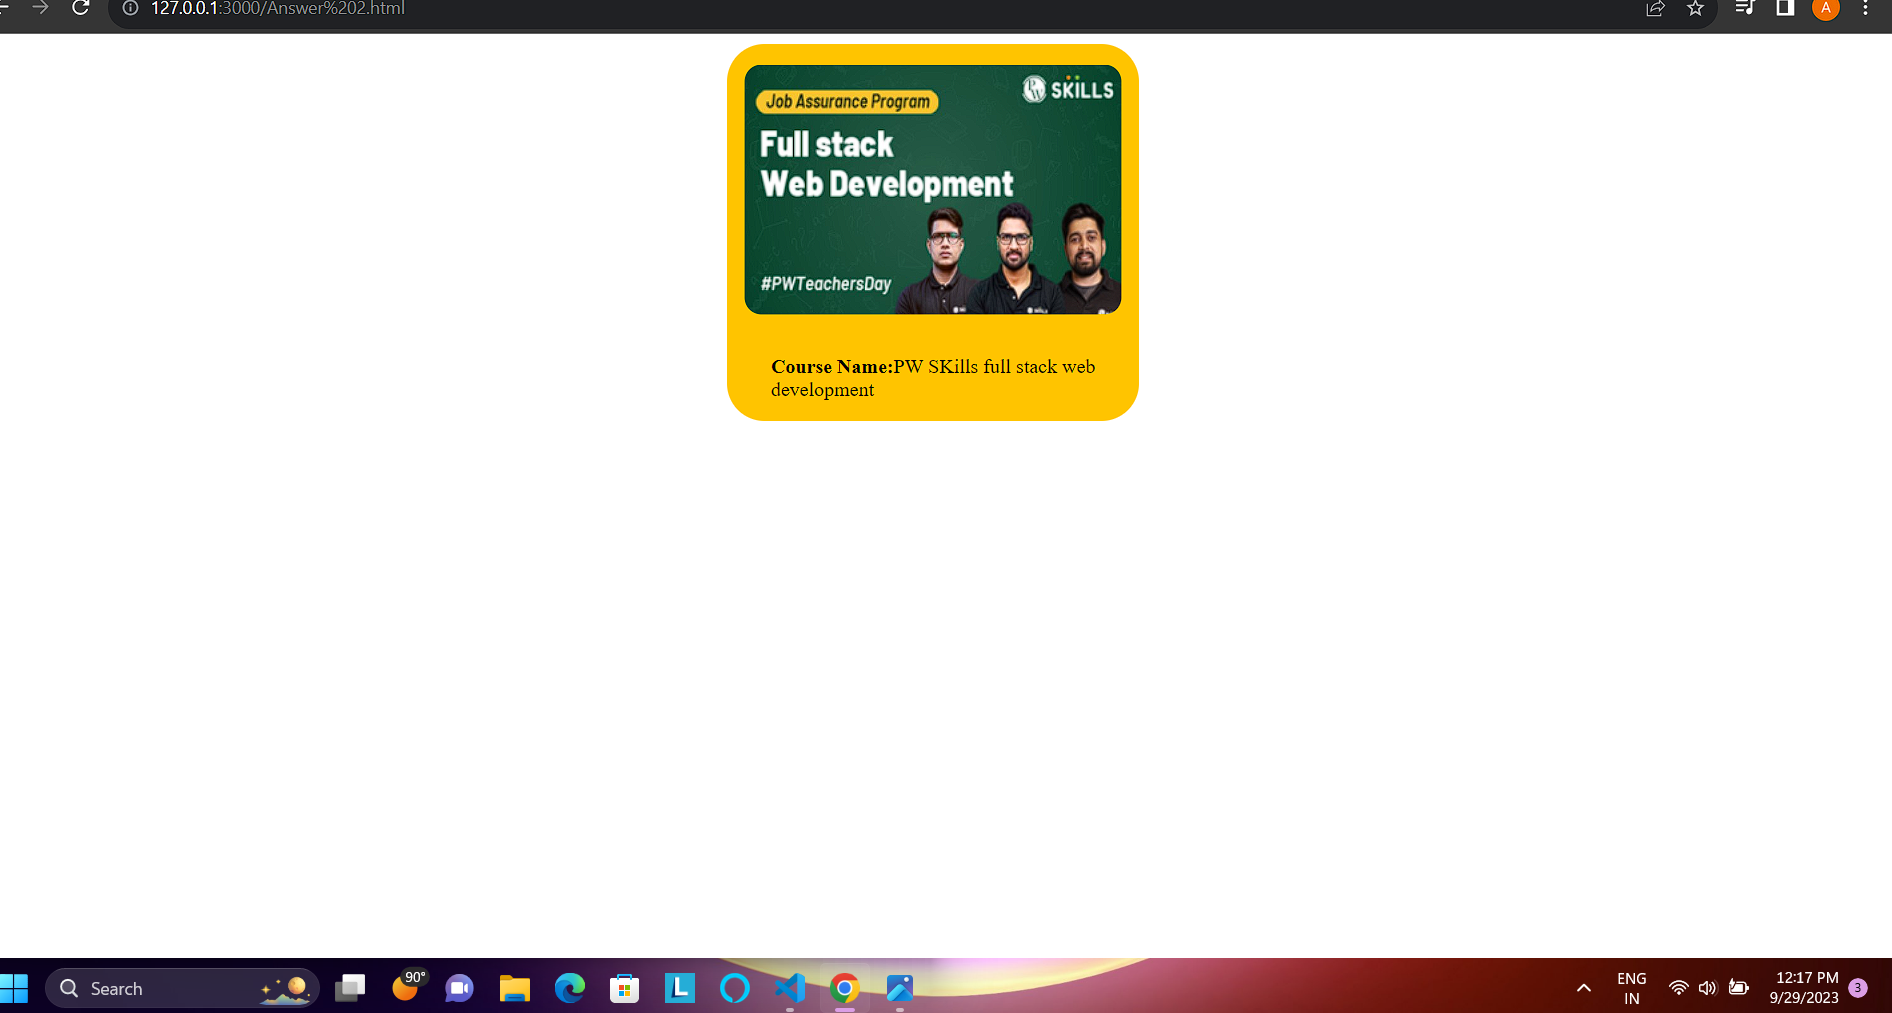 127.0.0.1:3000/Answer%202.html
A
PW SKILLS
Job Assurance Program
Full stack
Web Development
#PWTeachersDay
Course Name:PW SKills full stack web
development
Search
90°
L
ENG
IN
12:17 PM
9/29/2023
3